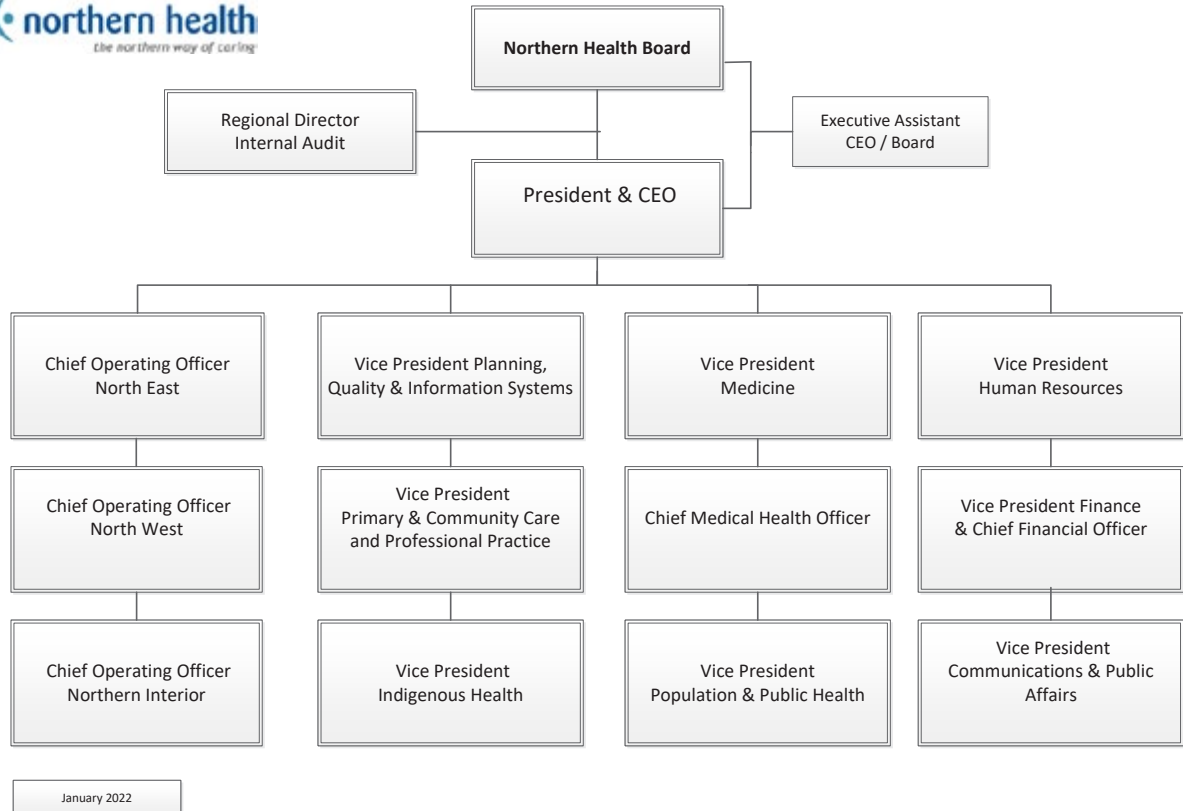 northern health
the northern way of caring
Northern Health Board
Regional Director
Internal Audit
Executive Assistant
CEO / Board
President & CEO
Chief Operating Officer
North East
Vice President Planning,
Quality & Information Systems
Vice President
Medicine
Vice President
Human Resources
Chief Operating Officer
North West
Vice President
Primary & Community Care
and Professional Practice
Chief Medical Health Officer
Vice President Finance
& Chief Financial Officer
Chief Operating Officer
Northern Interior
Vice President
Indigenous Health
Vice President
Population & Public Health
Vice President
Communications & Public
Affairs
January 2022